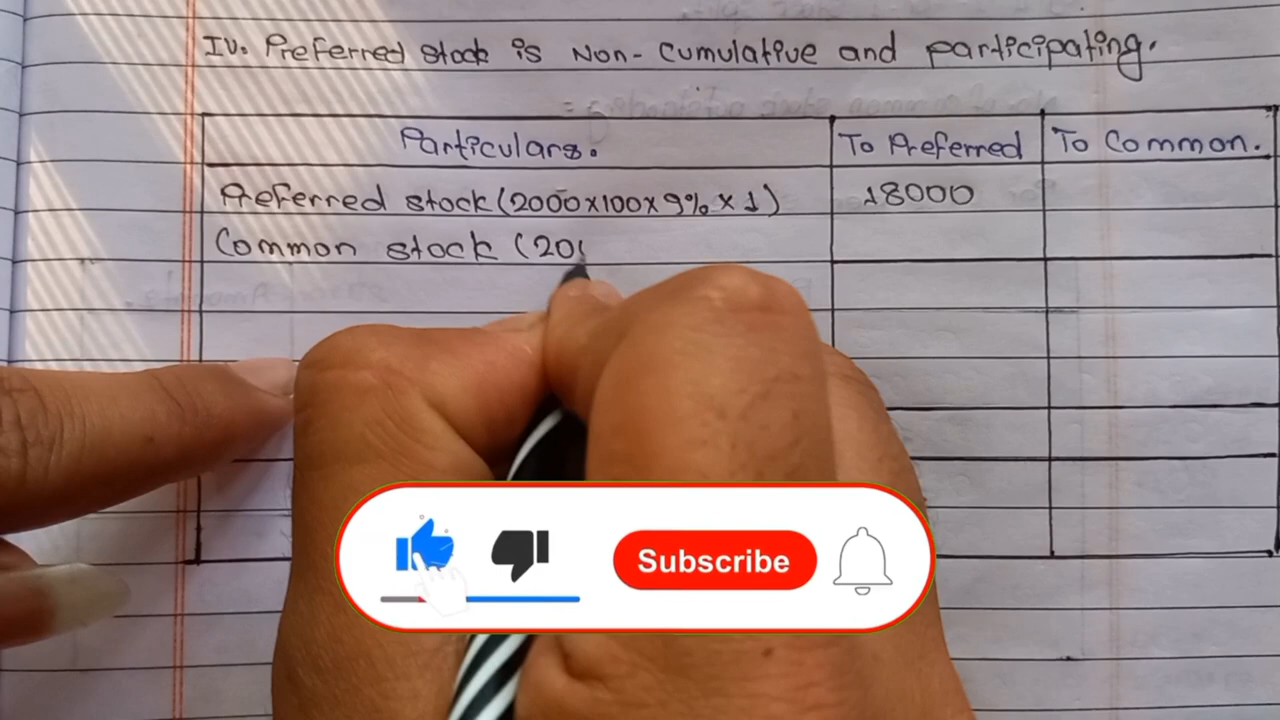 IV. Preferred stock is Non-Cumulative and participating.
Particulars. To Preferred To Common.
Preferred stock (2000x100x9% x 1) 18000
Common stock (20
Subscribe